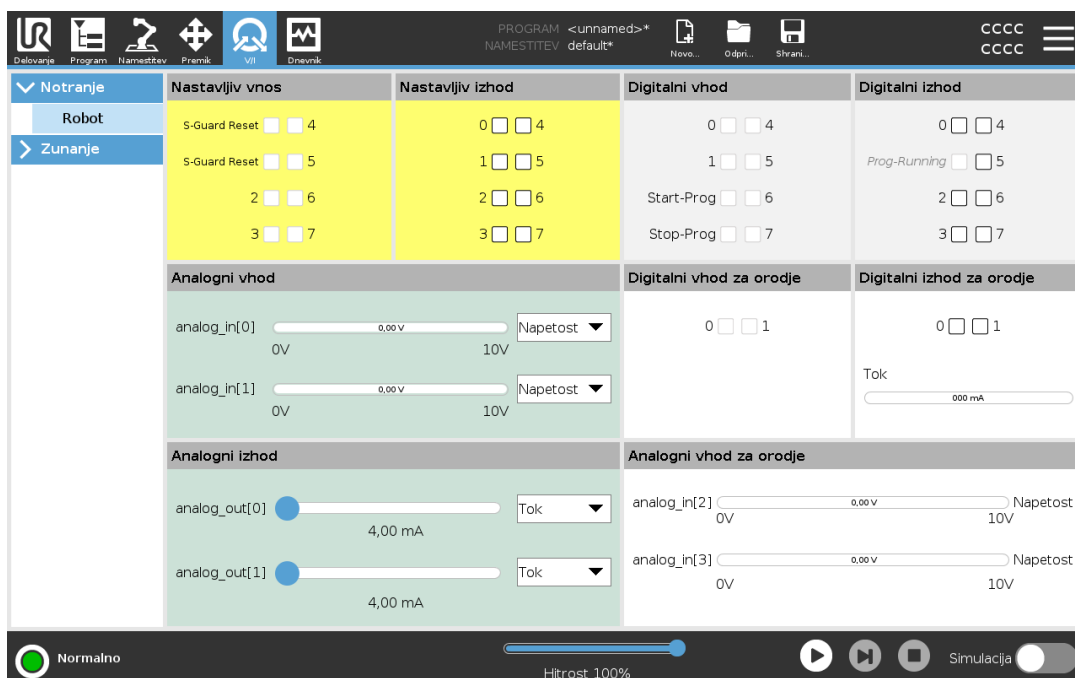 PROGRAM <unnamed>*
NAMESTITEV default*
CCCC
CCCC
UR
Delovanje Program Namestitev Premik V/I Dnevnik Novo... Odpri... Shrani...
Notranje
Robot
Zunanje
Nastavljiv vnos Nastavljiv izhod Digitalni vhod Digitalni izhod
S-Guard Reset 4 0 4 0 4 0 4
S-Guard Reset 5 1 5 1 5 Prog-Running 5
2 6 2 6 Start-Prog 6 2 6
3 7 3 7 Stop-Prog 7 3 7
Analogni vhod Digitalni vhod za orodje Digitalni izhod za orodje
analog_in[0] 0,00 V Napetost 0 1 0 1
0V 10V
Tok
analog_in[1] 0,00 V Napetost 000 mA
0V 10V
Analogni izhod Analogni vhod za orodje
analog_out[0] Tok analog_in[2] 0,00 V Napetost
4,00 mA 0V 10V
analog_out[1] Tok analog_in[3] 0,00 V Napetost
4,00 mA 0V 10V
Normalno Hitrost 100% Simulacija